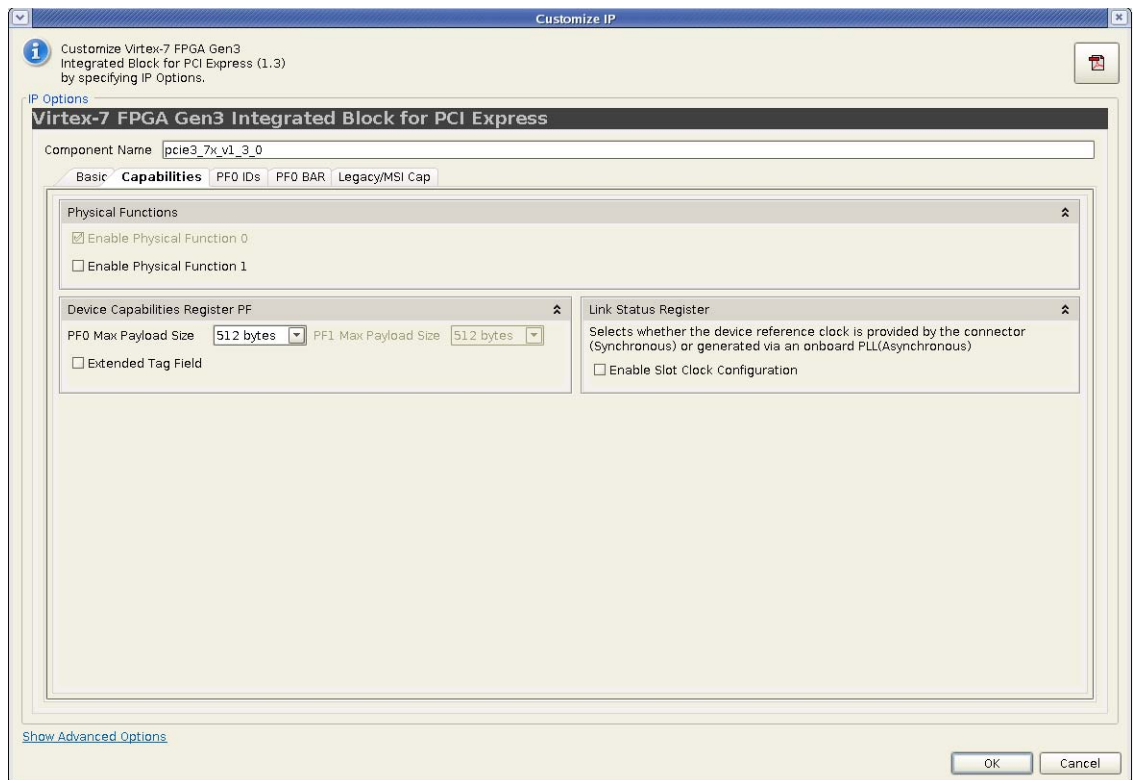 Customize IP
Customize Virtex-7 FPGA Gen3
Integrated Block for PCI Express (1.3)
by specifying IP Options.
IP Options
Virtex-7 FPGA Gen3 Integrated Block for PCI Express
Component Name pcie3_7x_v1_3_0
Basic Capabilities PF0 IDs PF0 BAR Legacy/MSI Cap
Physical Functions
Enable Physical Function 0
Enable Physical Function 1
Device Capabilities Register PF
PF0 Max Payload Size 512 bytes PF1 Max Payload Size 512 bytes
Extended Tag Field
Link Status Register
Selects whether the device reference clock is provided by the connector
(Synchronous) or generated via an onboard PLL(Asynchronous)
Enable Slot Clock Configuration
Show Advanced Options
OK Cancel